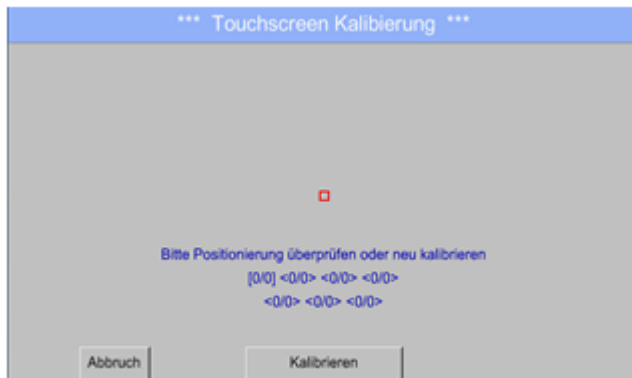 *** Touchscreen Kalibierung ***
Bitte Positionierung überprüfen oder neu kalibrieren
[0/0] <0/0> <0/0> <0/0>
<0/0> <0/0> <0/0>
Abbruch Kalibrieren